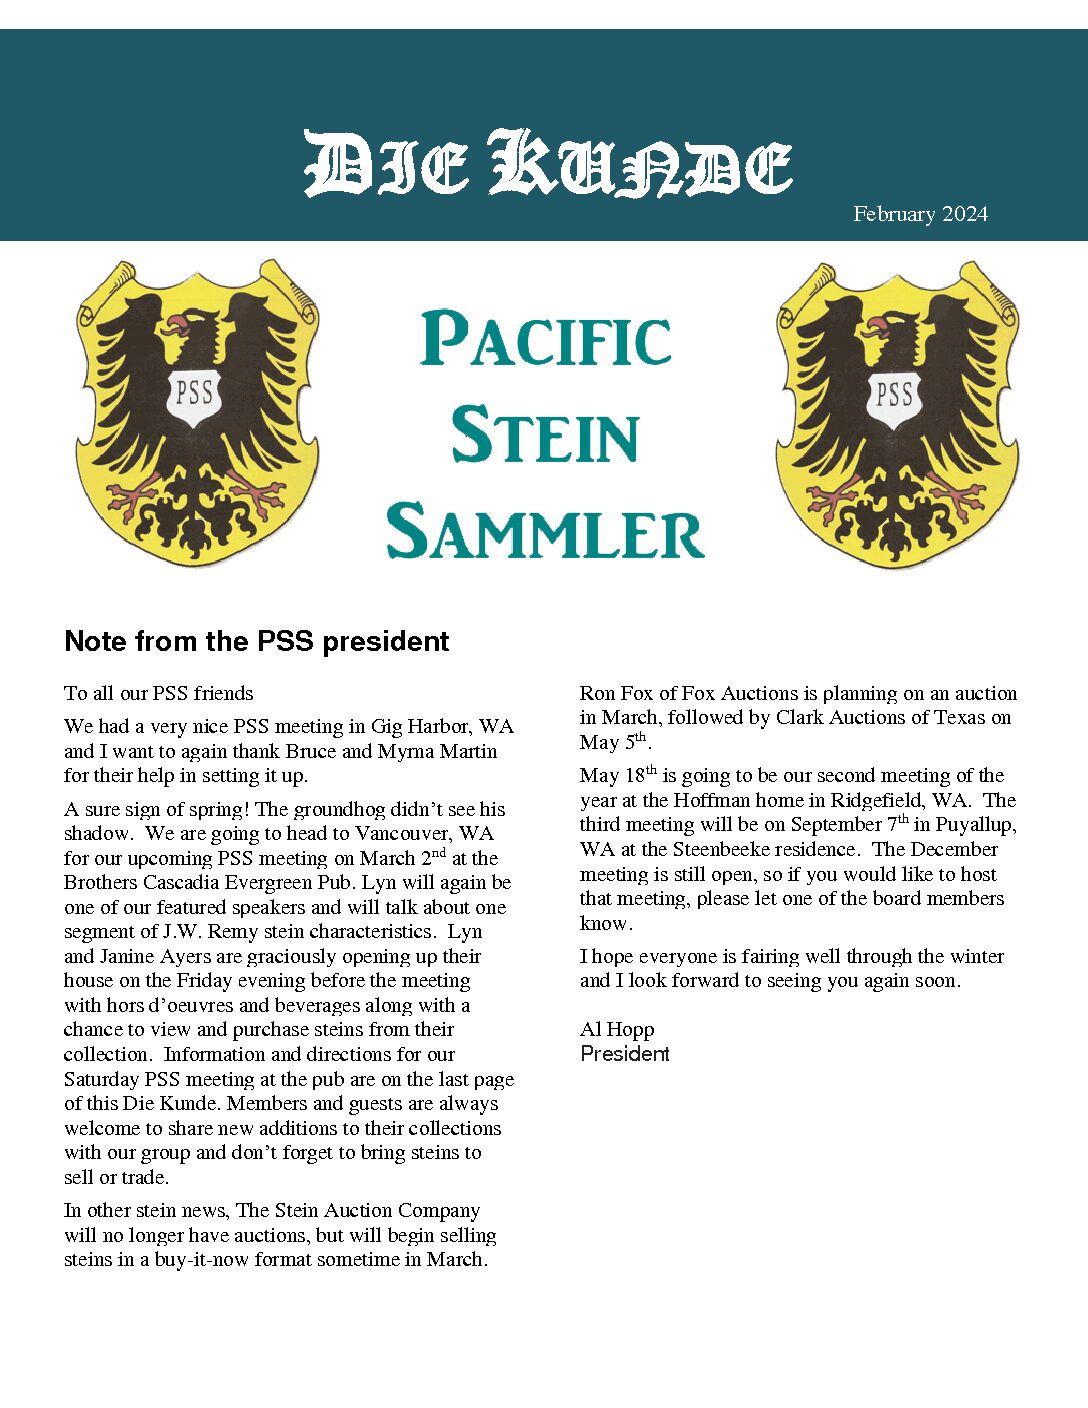 DIE KUNDE
February 2024
PSS
PACIFIC
STEIN
SAMMLER
PSS
Note from the PSS president
To all our PSS friends
We had a very nice PSS meeting in Gig Harbor, WA
and I want to again thank Bruce and Myrna Martin
for their help in setting it up.
A sure sign of spring! The groundhog didn't see his
shadow.  We are going to head to Vancouver, WA
for our upcoming PSS meeting on March 2nd at the
Brothers Cascadia Evergreen Pub. Lyn will again be
one of our featured speakers and will talk about one
segment of J.W. Remy stein characteristics.  Lyn
and Janine Ayers are graciously opening up their
house on the Friday evening before the meeting
with hors d'oeuvres and beverages along with a
chance to view and purchase steins from their
collection.  Information and directions for our
Saturday PSS meeting at the pub are on the last page
of this Die Kunde. Members and guests are always
welcome to share new additions to their collections
with our group and don't forget to bring steins to
sell or trade.
In other stein news, The Stein Auction Company
will no longer have auctions, but will begin selling
steins in a buy-it-now format sometime in March.
Ron Fox of Fox Auctions is planning on an auction
in March, followed by Clark Auctions of Texas on
May 5th.
May 18th is going to be our second meeting of the
year at the Hoffman home in Ridgefield, WA.  The
third meeting will be on September 7th in Puyallup,
WA at the Steenbeeke residence.  The December
meeting is still open, so if you would like to host
that meeting, please let one of the board members
know.
I hope everyone is fairing well through the winter
and I look forward to seeing you again soon.
Al Hopp
President